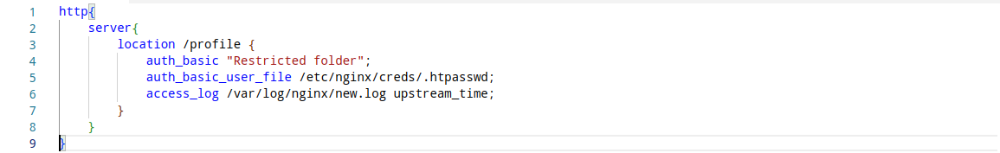 1 http{
2     server{
3         location /profile {
4             auth_basic "Restricted folder";
5             auth_basic_user_file /etc/nginx/creds/.htpasswd;
6             access_log /var/log/nginx/new.log upstream_time;
7         }
8     }
9 }